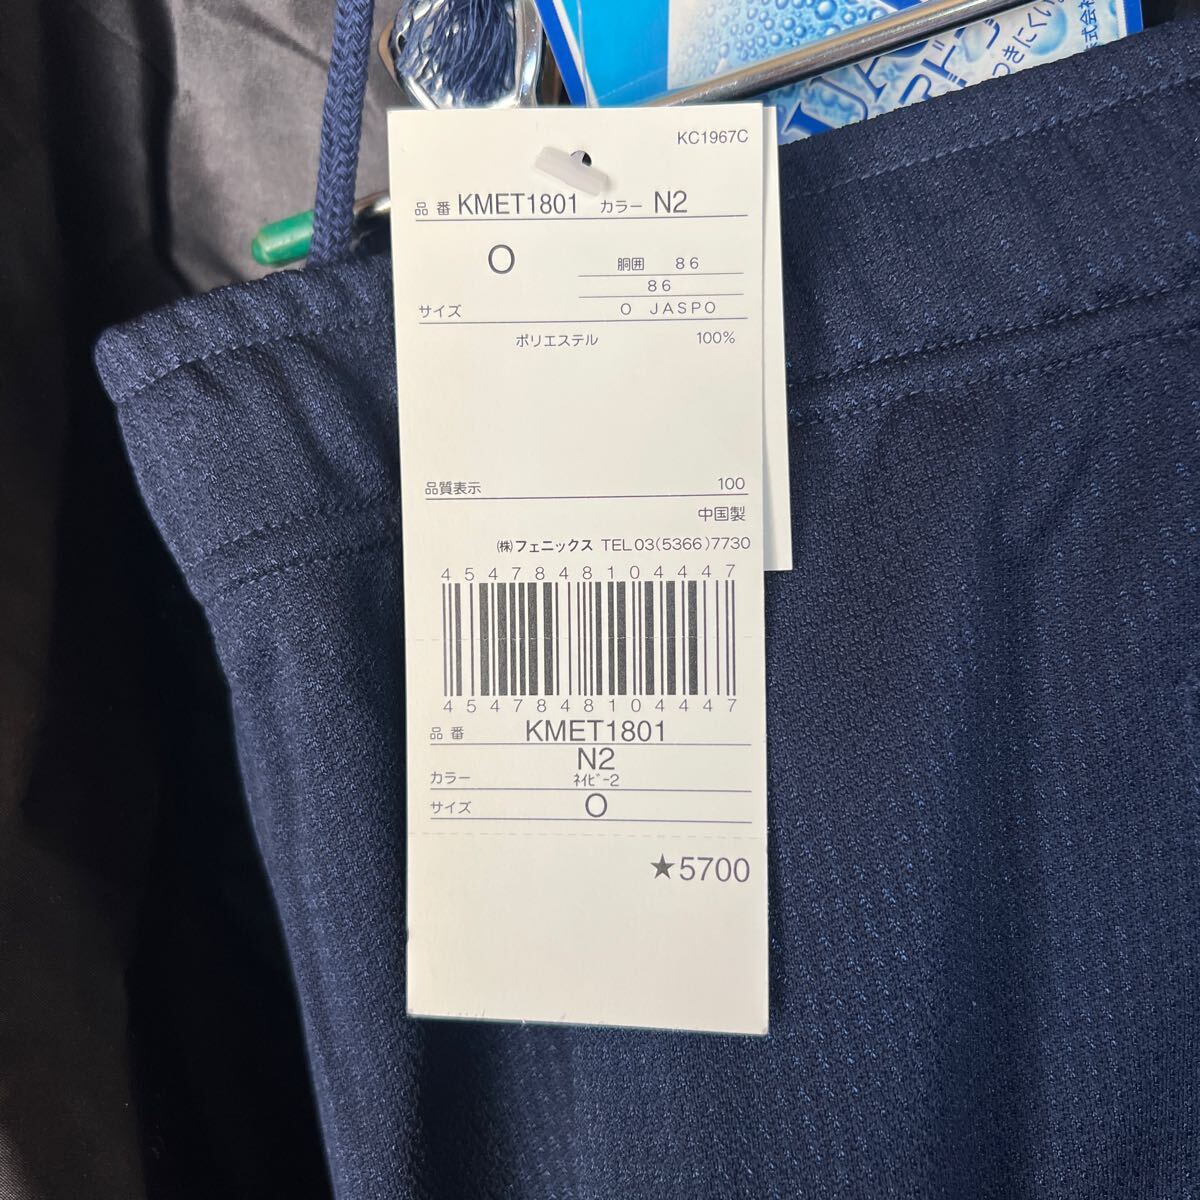 KC1967C
品番 KMET1801 カラー N2
O
胴囲 86
86
サイズ O JASPO
ポリエステル 100%
品質表示 100
中国製
㈱フェニックス TEL03(5366)7730
4547848104447
4547848104447
品番 KMET1801
N2
カラー ﾈｲﾋﾞｰ2
サイズ O
★5700